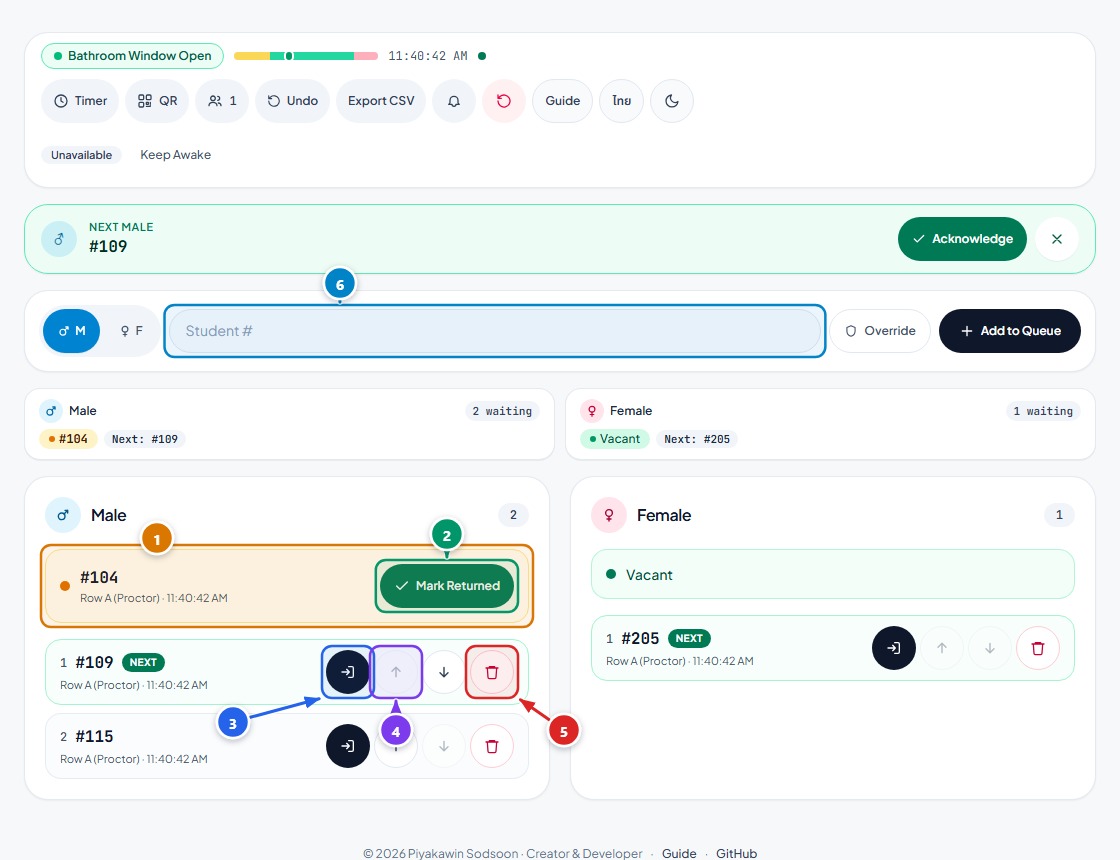 Bathroom Window Open 11:40:42 AM
Timer QR 1 Undo Export CSV Guide ไทย
Unavailable Keep Awake
NEXT MALE
#109
Acknowledge
6
M F Student # Override Add to Queue
Male 2 waiting
#104 Next: #109
Female 1 waiting
Vacant Next: #205
Male 2
1
2
#104
Row A (Proctor) · 11:40:42 AM
Mark Returned
1 #109 NEXT
Row A (Proctor) · 11:40:42 AM
3
4
5
2 #115
Row A (Proctor) · 11:40:42 AM
Female 1
Vacant
1 #205 NEXT
Row A (Proctor) · 11:40:42 AM
© 2026 Piyakawin Sodsoon · Creator & Developer · Guide · GitHub